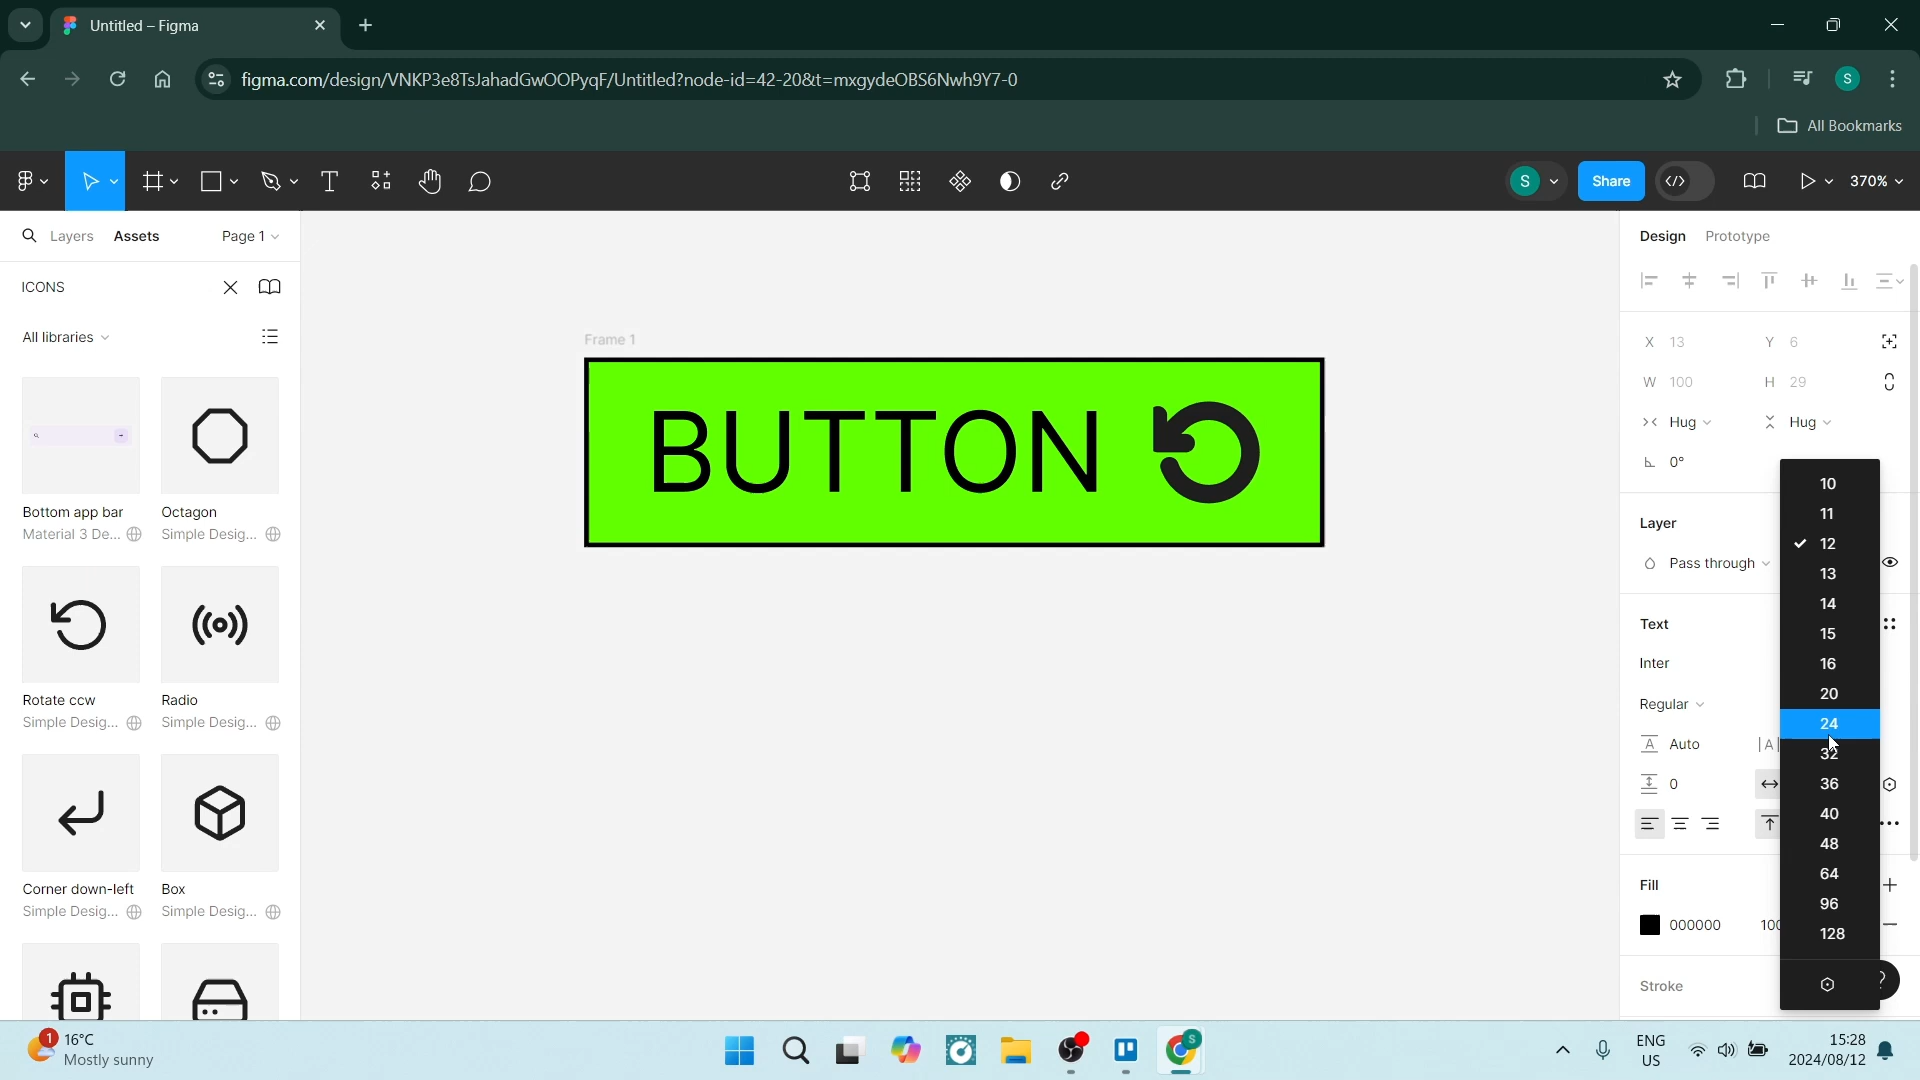 Untitled – Figma
figma.com/design/VNKP3e8TsJahadGwOOPyqF/Untitled?node-id=42-20&t=mxgydeOBS6Nwh9Y7-0
S
All Bookmarks
S
Share
370%
Layers
Assets
Page 1
Design
Prototype
ICONS
All libraries
Frame 1
BUTTON
X 13
Y 6
W 100
H 29
Hug
Hug
0°
Bottom app bar
Octagon
Material 3 De...
Simple Desig...
Rotate ccw
Radio
Simple Desig...
Simple Desig...
Corner down-left
Box
Simple Desig...
Simple Desig...
Layer
Pass through
Text
Inter
Regular
Auto
0
Fill
000000
Stroke
10
11
12
13
14
15
16
20
24
32
36
40
48
64
96
128
?
1
16°C
Mostly sunny
S
ENG
US
15:28
2024/08/12